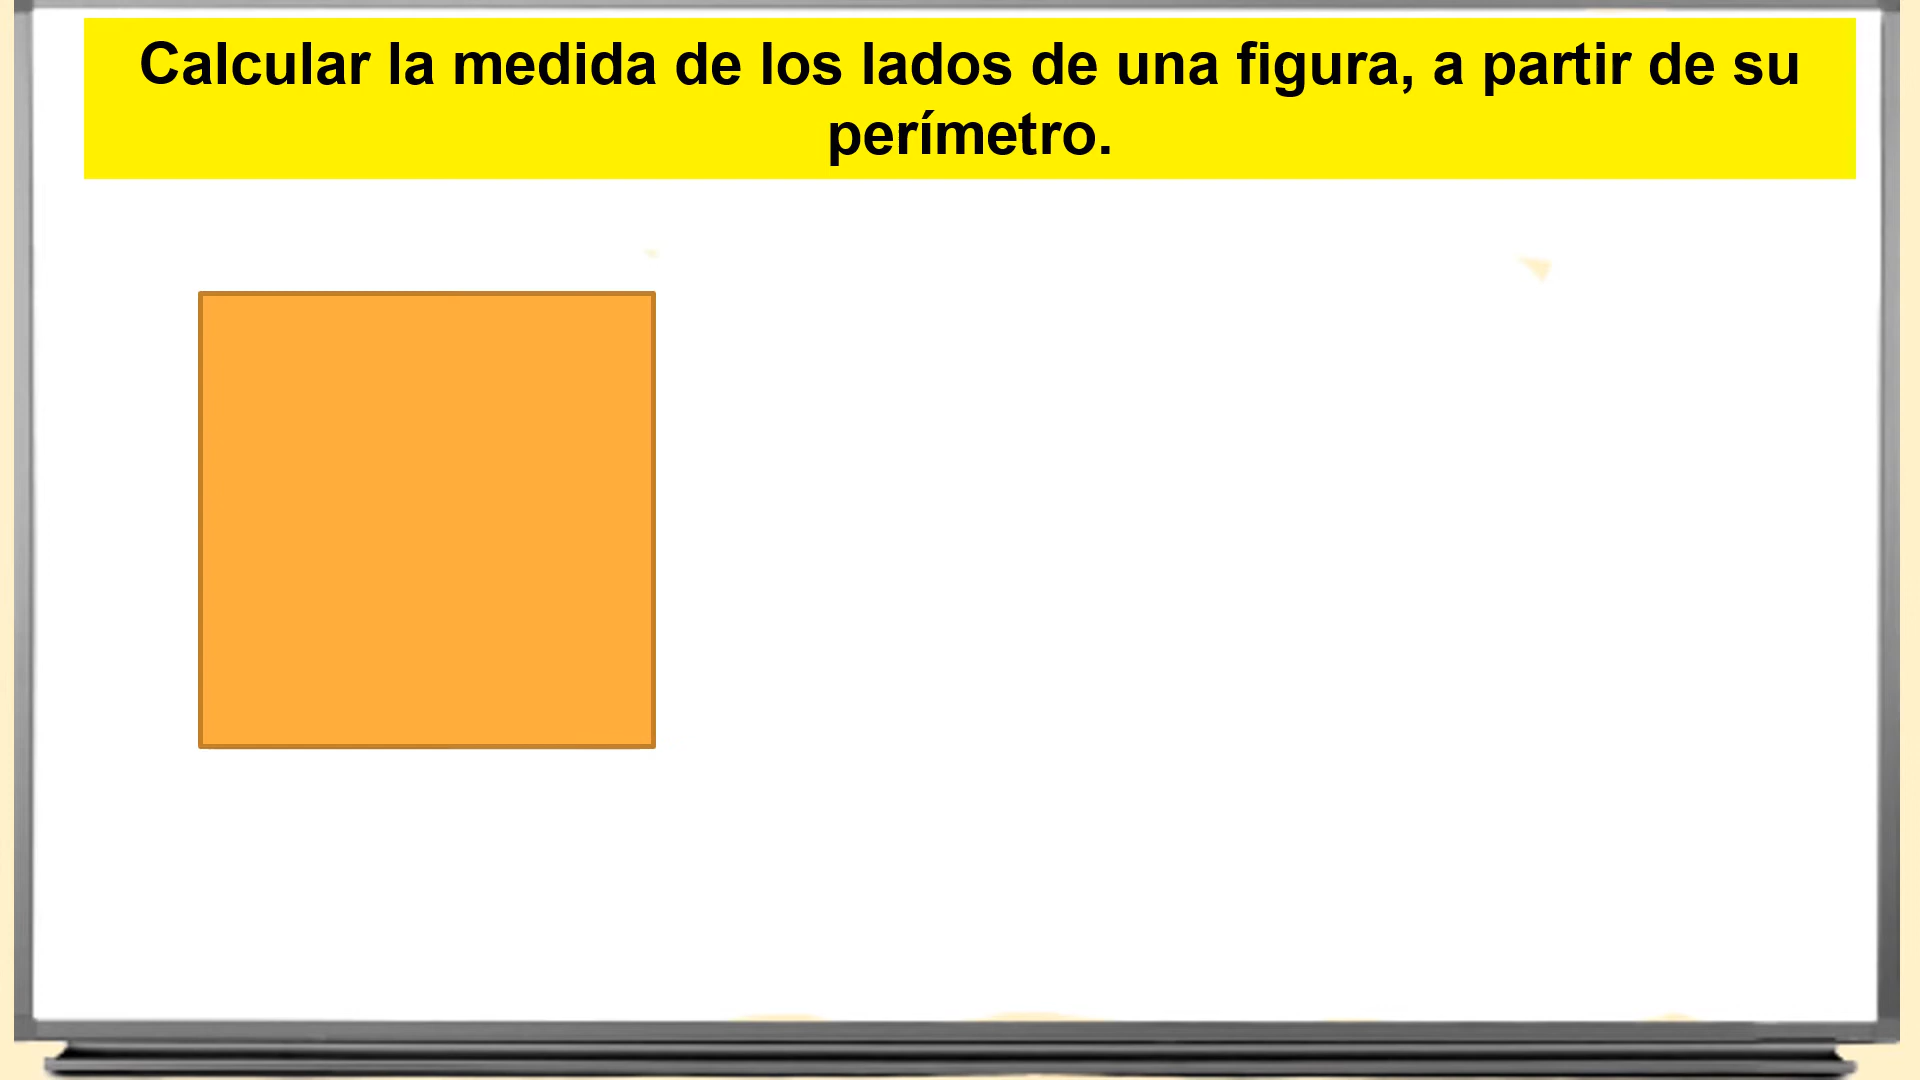 Calcular la medida de los lados de una figura, a partir de su
perímetro.